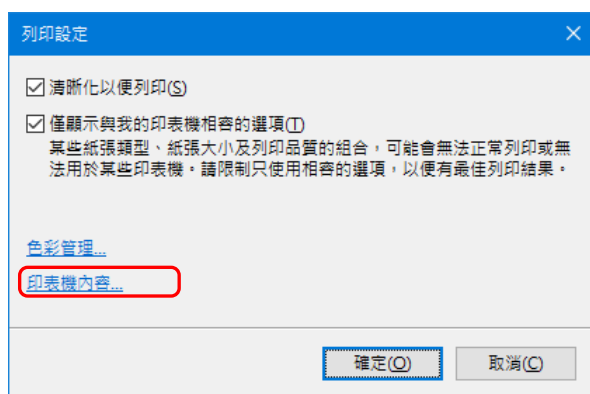 列印設定
清晰化以便列印(S)
僅顯示與我的印表機相容的選項(T)
某些紙張類型、紙張大小及列印品質的組合，可能會無法正常列印或無
法用於某些印表機。請限制只使用相容的選項，以便有最佳列印結果。
色彩管理...
印表機內容...
確定(O)
取消(C)